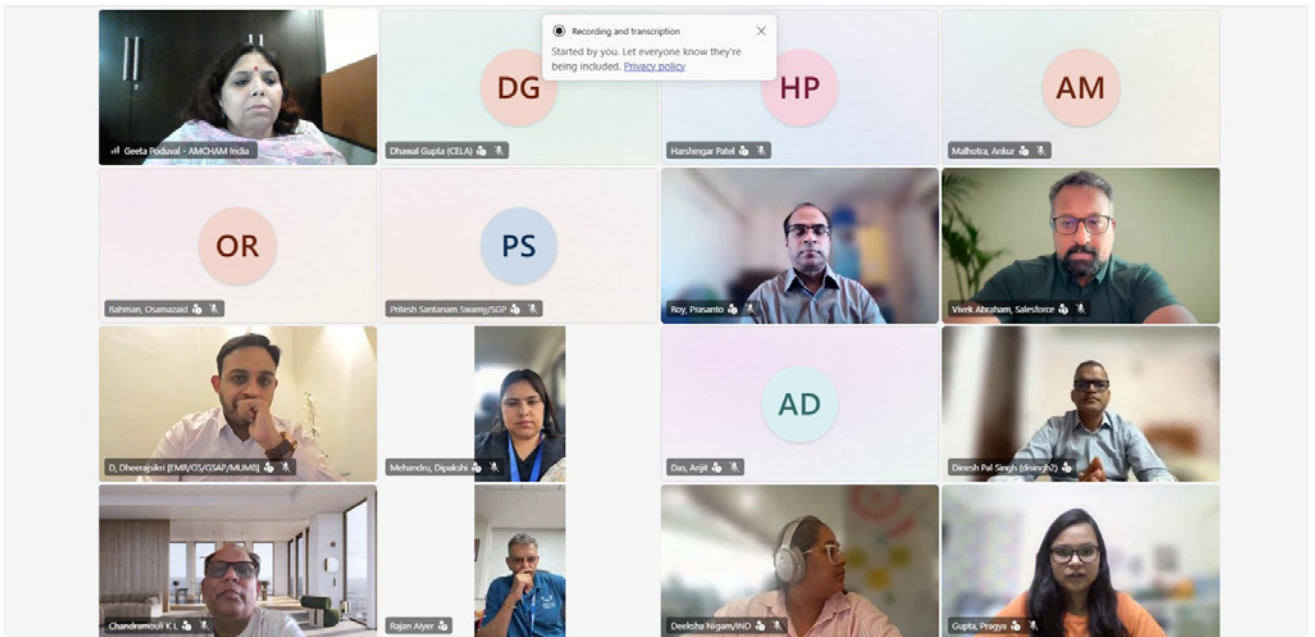 Recording and transcription
Started by you. Let everyone know they're
being included. Privacy policy
DG
HP
AM
Geeta Poduval - AMCHAM India
Dhawal Gupta (CELA)
Harshingar Patel
Malhotra, Ankur
OR
PS
Rahman, Osamazaid
Pritesh Santanam Swamy/SGP
Roy, Prasanto
Vivek Abraham, Salesforce
AD
D, Dheerajsikri [EMR/GS/GSAP/MUMB]
Mehandru, Dipakshi
Das, Arijit
Dinesh Pal Singh (disingh2)
Chandramouli K L
Rajan Aiyer
Deeksha Nigam/IND
Gupta, Pragya